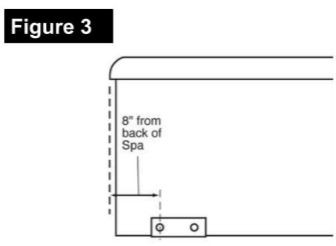 Figure 3
8" from
back of
Spa